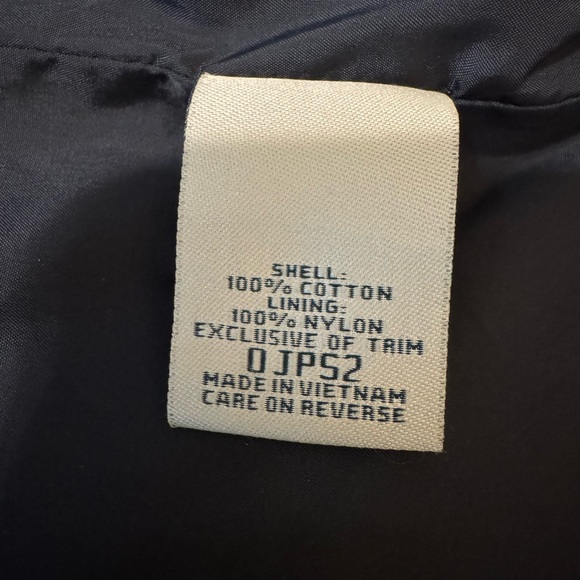 SHELL:
100% COTTON
LINING:
100% NYLON
EXCLUSIVE OF TRIM
0JPS2
MADE IN VIETNAM
CARE ON REVERSE